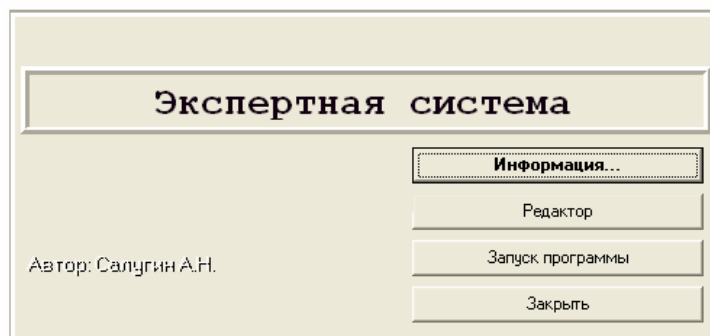 Экспертная система
Информация...
Редактор
Автор: Салугин А.Н.
Запуск программы
Закрыть